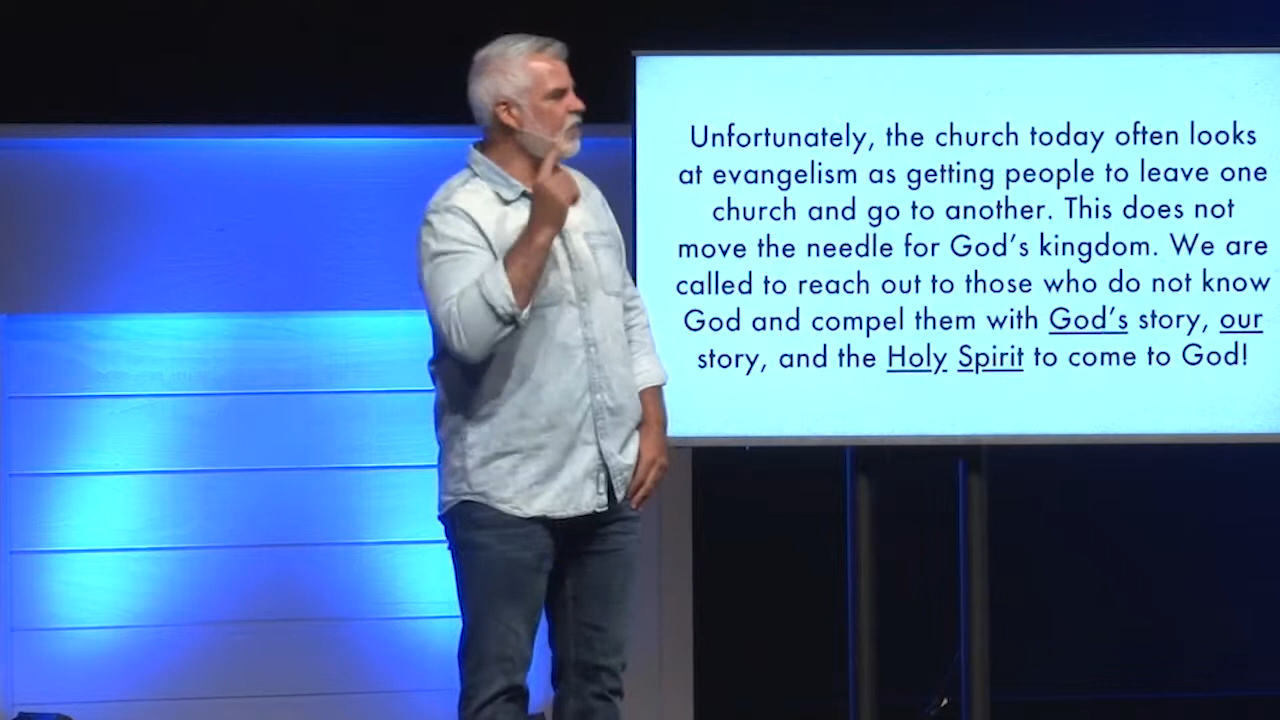 Unfortunately, the church today often looks
at evangelism as getting people to leave one
church and go to another. This does not
move the needle for God's kingdom. We are
called to reach out to those who do not know
God and compel them with God's story, our
story, and the Holy Spirit to come to God!